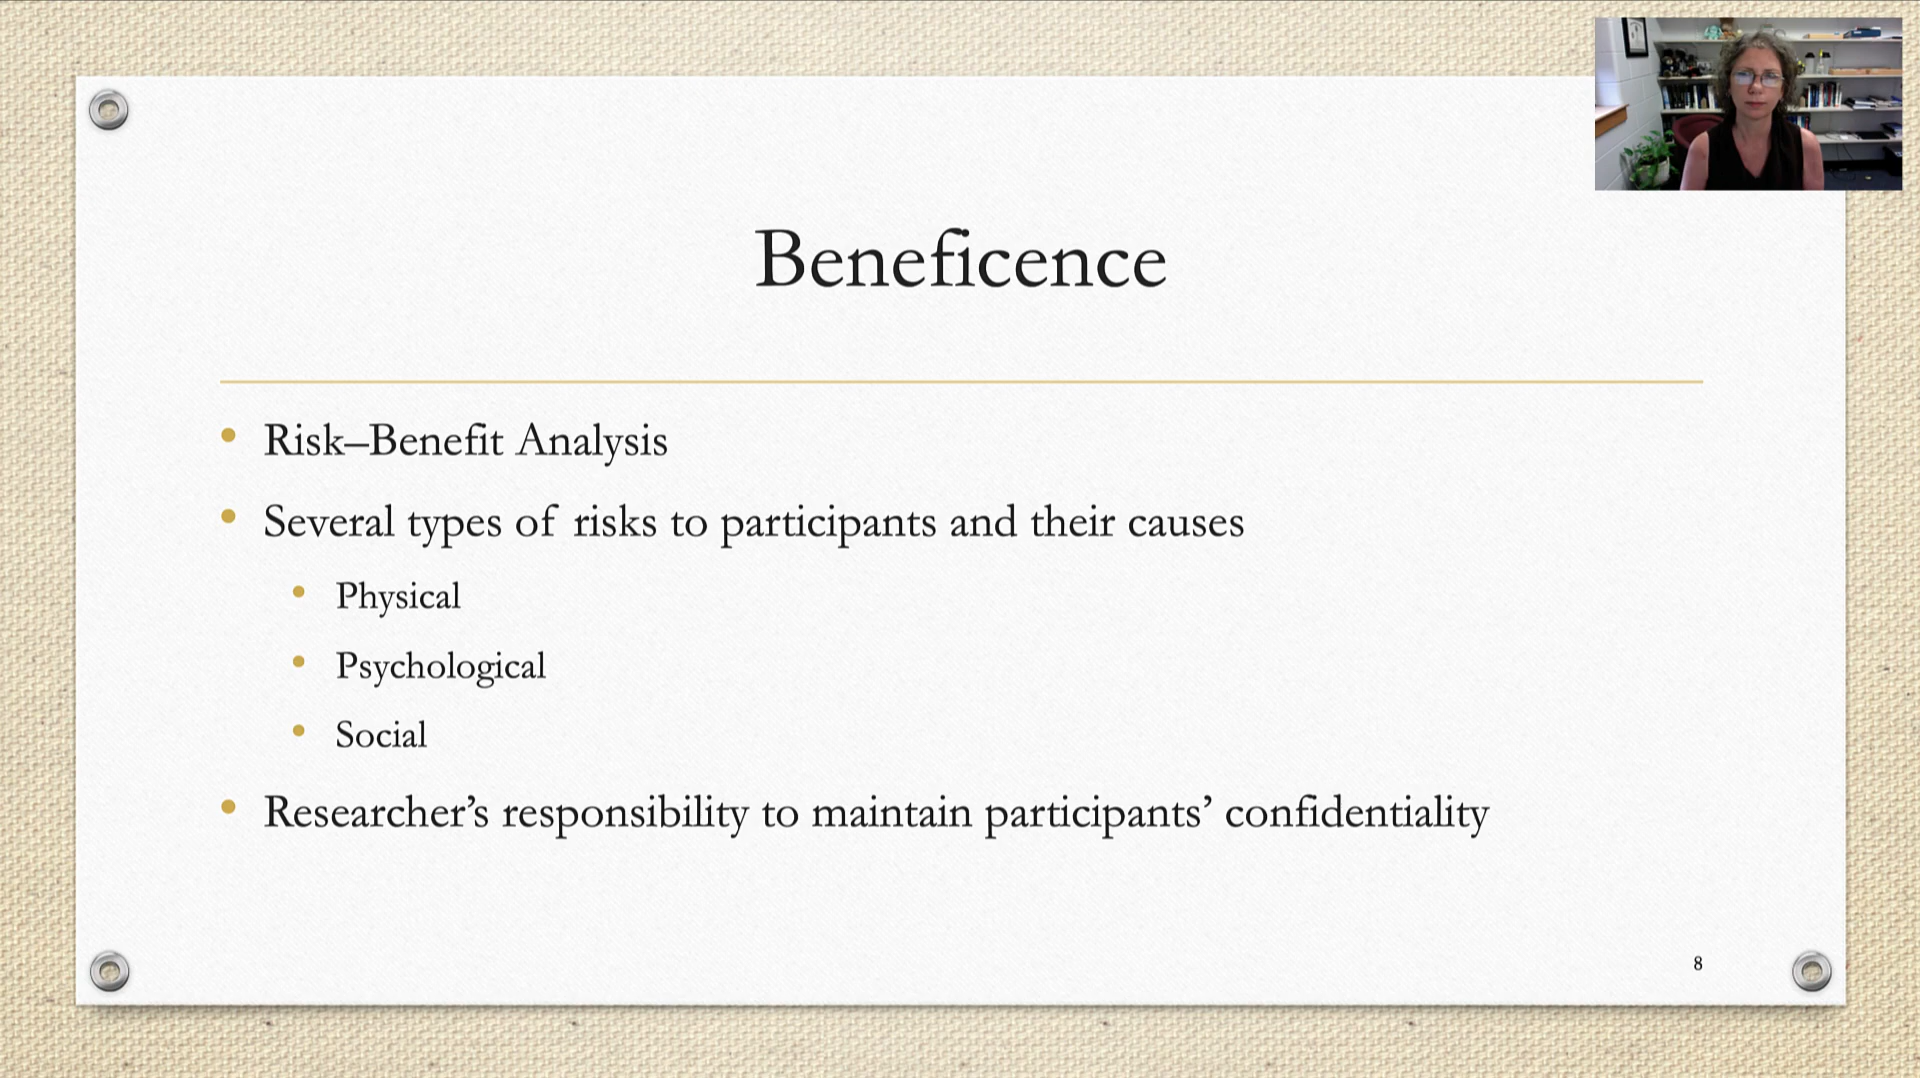 Beneficence
Risk–Benefit Analysis
Several types of risks to participants and their causes
Physical
Psychological
Social
Researcher’s responsibility to maintain participants’ confidentiality
8